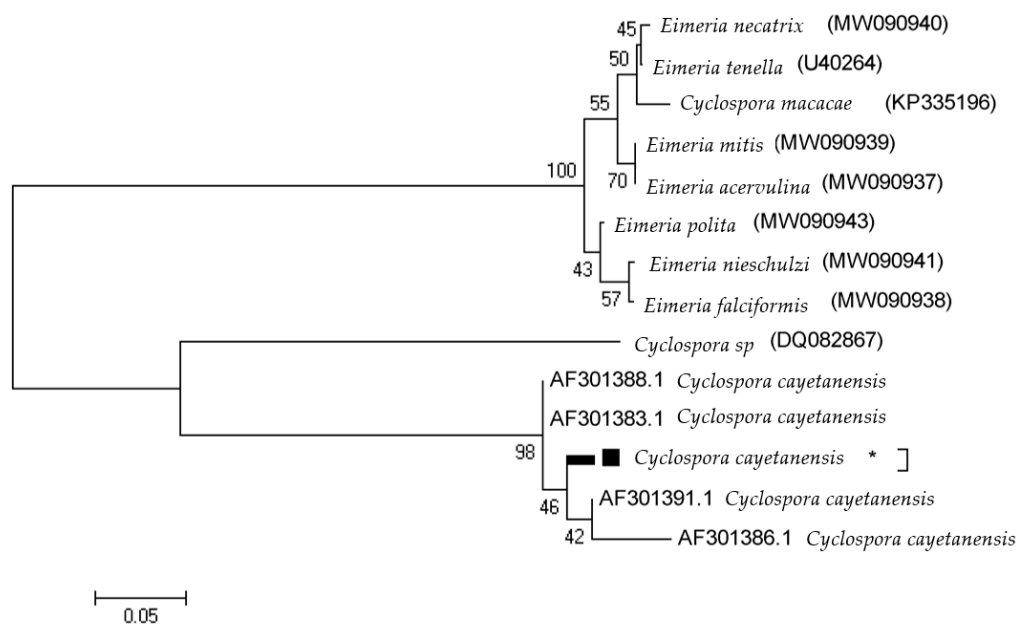 45 Eimeria necatrix (MW090940)
50 Eimeria tenella (U40264)
55 Cyclospora macacae (KP335196)
Eimeria mitis (MW090939)
100
70 Eimeria acervulina (MW090937)
Eimeria polita (MW090943)
43 Eimeria nieschulzi (MW090941)
57 Eimeria falciformis (MW090938)
Cyclospora sp (DQ082867)
AF301388.1 Cyclospora cayetanensis
AF301383.1 Cyclospora cayetanensis
98 Cyclospora cayetanensis *
46 AF301391.1 Cyclospora cayetanensis
42 AF301386.1 Cyclospora cayetanensis
0.05